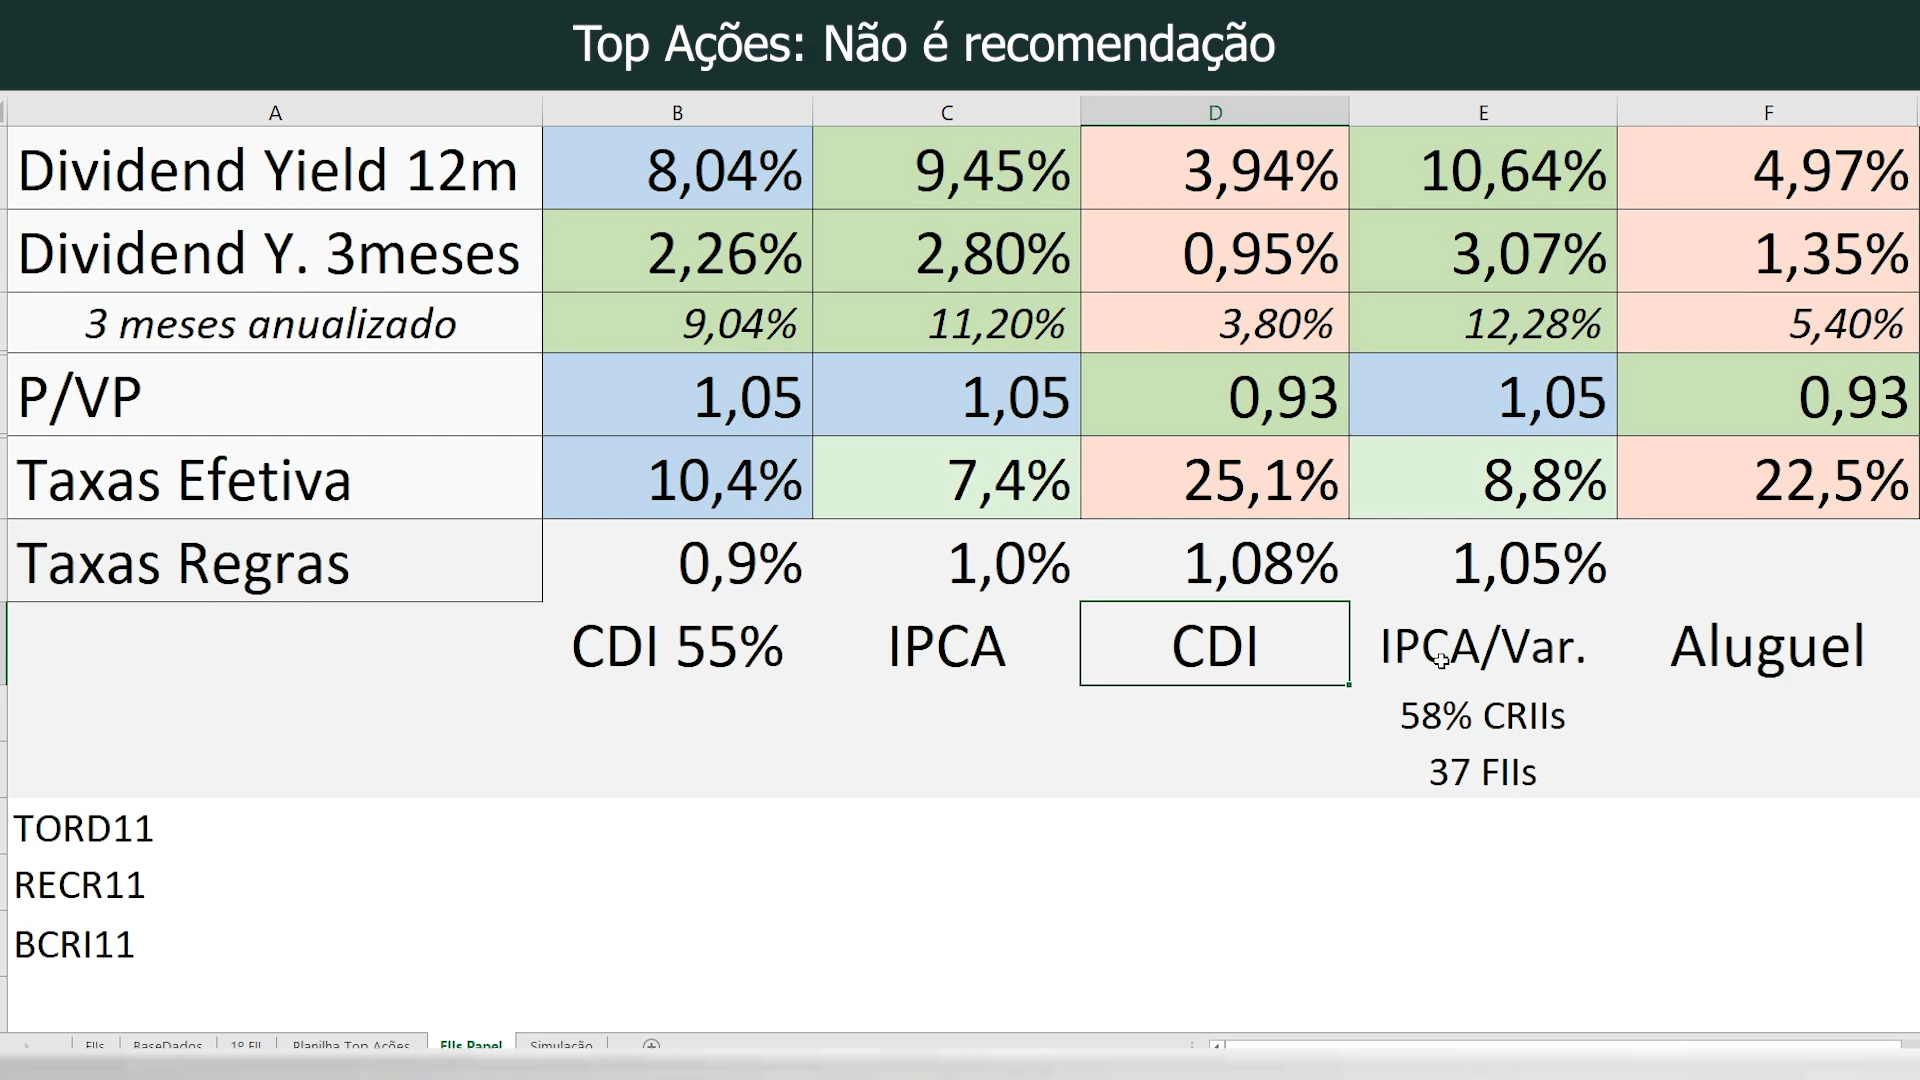 Top Ações: Não é recomendação
A B C D E F
Dividend Yield 12m 8,04% 9,45% 3,94% 10,64% 4,97%
Dividend Y. 3meses 2,26% 2,80% 0,95% 3,07% 1,35%
3 meses anualizado 9,04% 11,20% 3,80% 12,28% 5,40%
P/VP 1,05 1,05 0,93 1,05 0,93
Taxas Efetiva 10,4% 7,4% 25,1% 8,8% 22,5%
Taxas Regras 0,9% 1,0% 1,08% 1,05%
CDI 55% IPCA CDI IPCA/Var. Aluguel
58% CRIIs
37 FIIs
TORD11
RECR11
BCRI11
FIIs BaseDados 1º FII Planilha Top Ações FIIs Panel Simulação